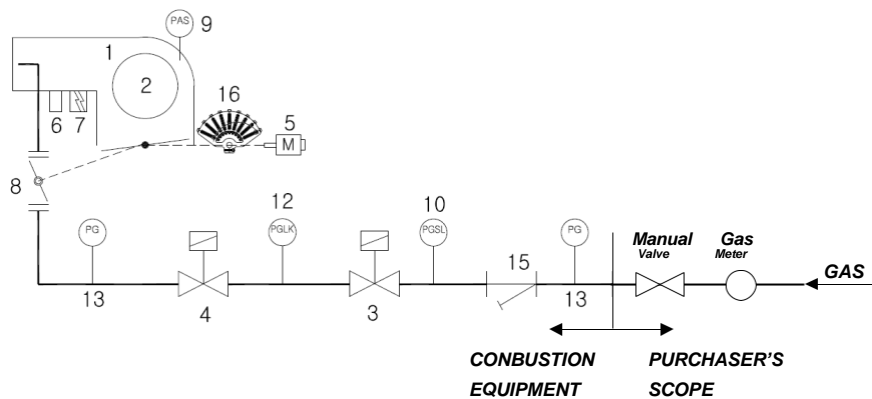 PAS 9
1
2
16
5
6 7
M
8
12 10
PG PGLK PGSL PG
Manual Gas
Valve Meter
15
GAS
13 4 3 13
CONBUSTION PURCHASER'S
EQUIPMENT SCOPE